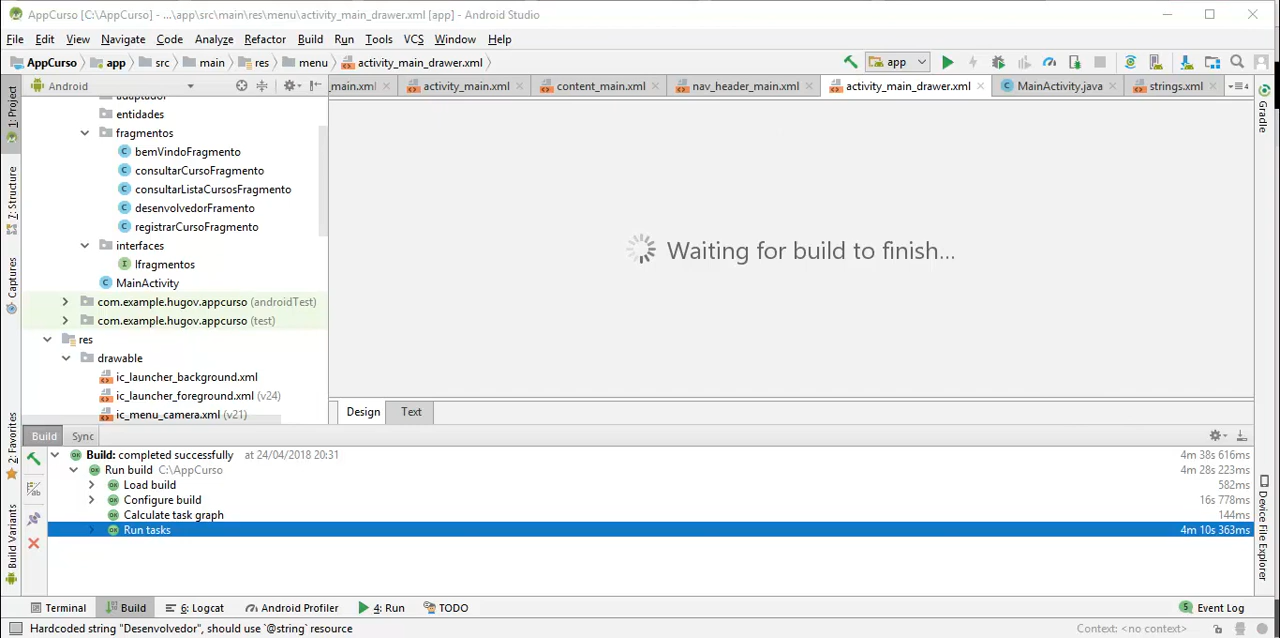 AppCurso [C:\AppCurso] - ...\app\src\main\res\menu\activity_main_drawer.xml [app] - Android Studio
File Edit View Navigate Code Analyze Refactor Build Run Tools VCS Window Help
AppCurso app src main res menu activity_main_drawer.xml app
Android _main.xml activity_main.xml content_main.xml nav_header_main.xml activity_main_drawer.xml MainActivity.java strings.xml
1: Project
Z: Structure
Captures
2: Favorites
Build Variants
adaptador
entidades
fragmentos
bemVindoFragmento
consultarCursoFragmento
consultarListaCursosFragmento
desenvolvedorFramento
registrarCursoFragmento
interfaces
Ifragmentos
MainActivity
com.example.hugov.appcurso (androidTest)
com.example.hugov.appcurso (test)
res
drawable
ic_launcher_background.xml
ic_launcher_foreground.xml (v24)
ic_menu_camera.xml (v21)
Waiting for build to finish...
Design Text
Gradle
Device File Explorer
Build Sync
Build: completed successfully at 24/04/2018 20:31 4m 38s 616ms
Run build C:\AppCurso 4m 28s 223ms
Load build 582ms
Configure build 16s 778ms
Calculate task graph 144ms
Run tasks 4m 10s 363ms
Terminal Build 6: Logcat Android Profiler 4: Run TODO 5 Event Log
Hardcoded string "Desenvolvedor", should use `@string` resource Context: <no context>